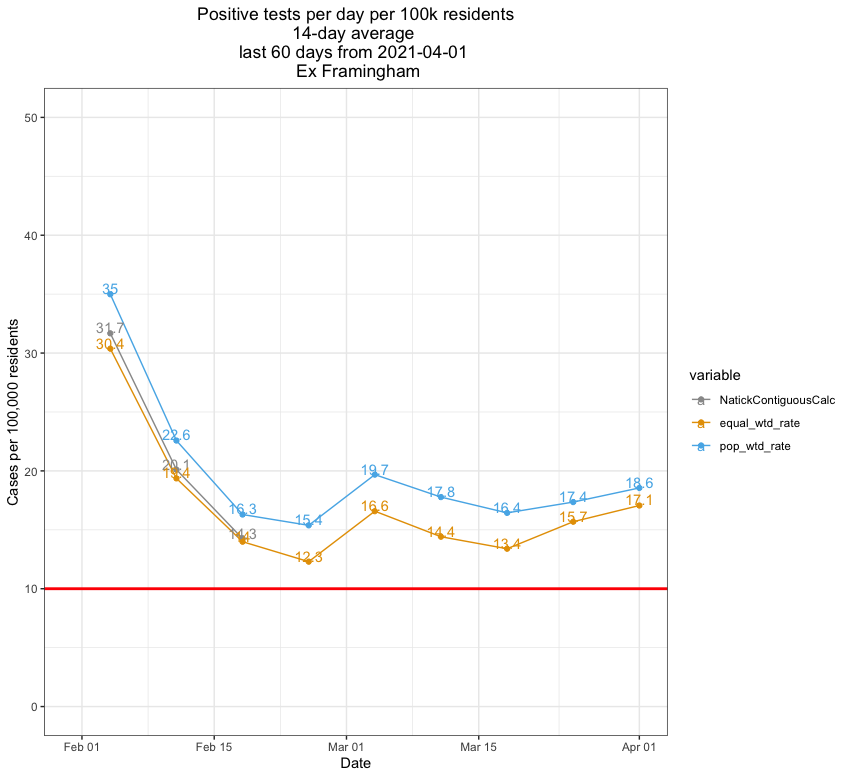 Positive tests per day per 100k residents
14-day average
last 60 days from 2021-04-01
Ex Framingham
Cases per 100,000 residents
50
40
30
20
10
0
35
31.7
30.4
22.6
20.1
19.4
16.3
14.3
14
15.4
12.3
19.7
16.6
17.8
14.4
16.4
13.4
17.4
15.7
18.6
17.1
Feb 01
Feb 15
Mar 01
Mar 15
Apr 01
Date
variable
a NatickContiguousCalc
a equal_wtd_rate
a pop_wtd_rate